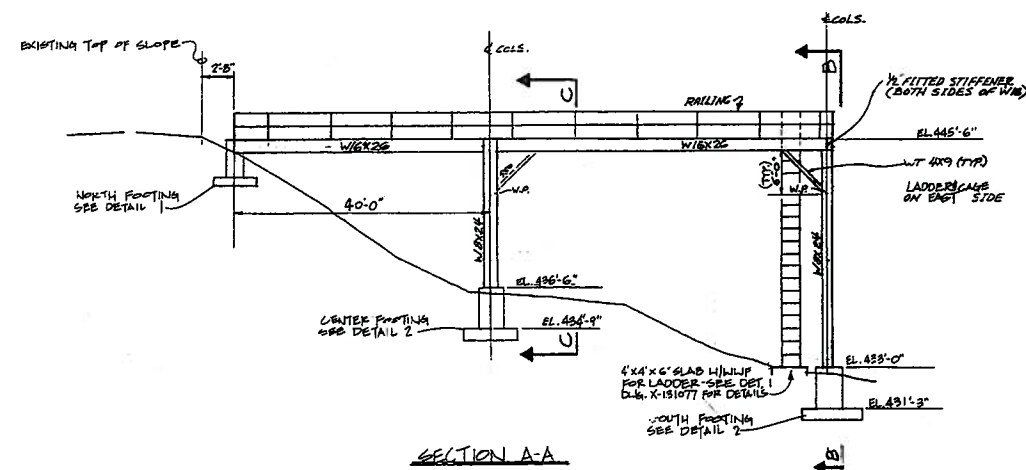 ₵ COLS.
EXISTING TOP OF SLOPE
2'-8"
₵ COLS.
B
1/2" FITTED STIFFENER
(BOTH SIDES OF W16)
C
RAILING
EL. 445'-6"
W16X26
W16X26
WT 4X9 (TYP.)
(TYP.)
W.P.
W.P.
LADDER/CAGE
ON EAST SIDE
NORTH FOOTING
SEE DETAIL 1
40'-0"
W8X24
W8X24
EL. 436'-6"
CENTER FOOTING
SEE DETAIL 2
EL. 434'-9"
C
EL. 433'-0"
4'X4'X6" SLAB W/WWF
FOR LADDER-SEE DET. 1
DWG. X-131077 FOR DETAILS
EL. 431'-3"
SOUTH FOOTING
SEE DETAIL 2
SECTION A-A
B